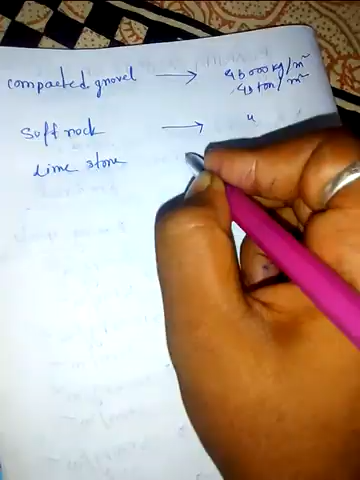 compacted gravel → 45000 kg/m²
45 ton/m²
soft rock → 4
Lime stone